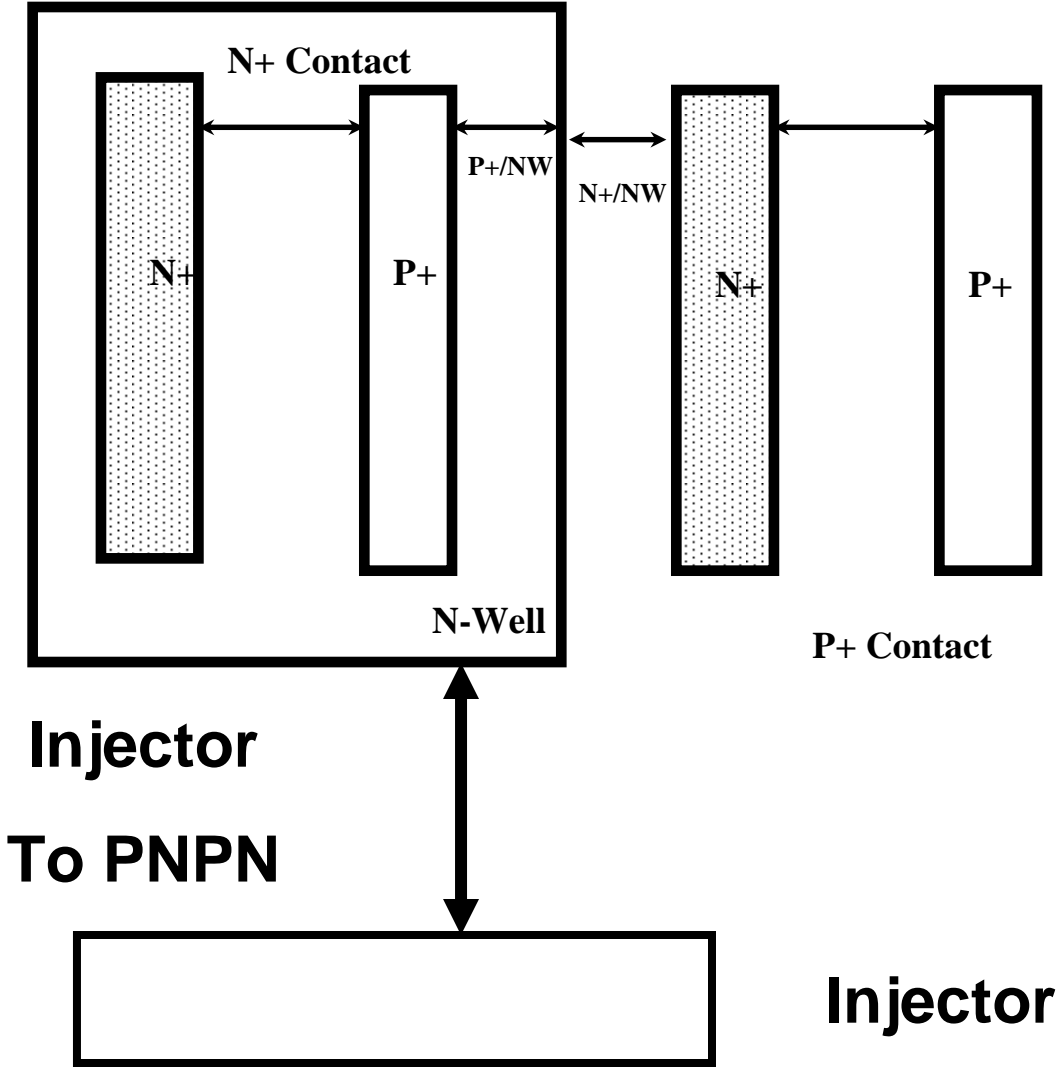 N+ Contact
P+/NW
N+/NW
N+
P+
N+
P+
N-Well
P+ Contact
Injector
To PNPN
Injector